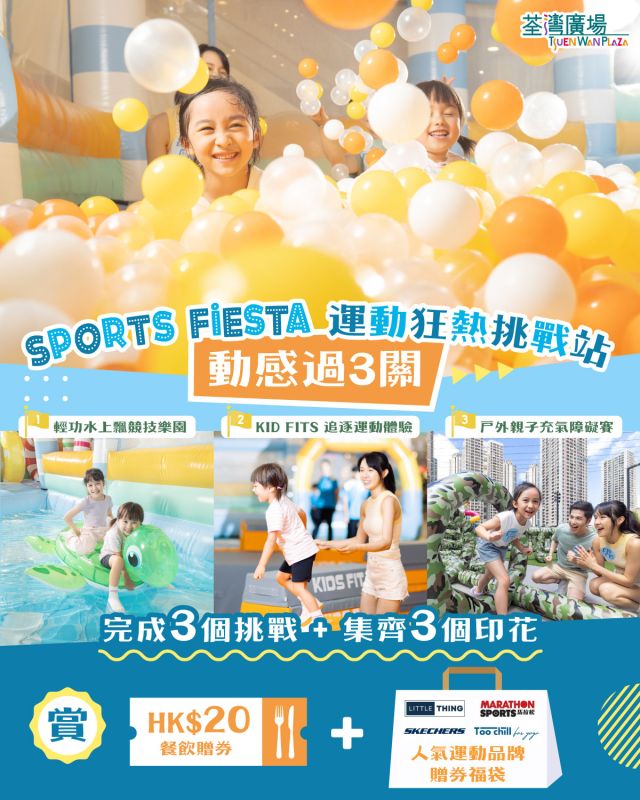 荃灣廣場
TSUEN WAN PLAZA
SPORTS FiESTA 運動狂熱挑戰站
動感過3關
1 輕功水上飄競技樂園
2 KID FITS 追逐運動體驗
3 戶外親子充氣障礙賽
KIDS FIT
完成3個挑戰 + 集齊3個印花
賞
HK$20
餐飲贈券
+
LITTLE THING
MARATHON
SPORTS 馬拉松
SKECHERS
Too chill for you
人氣運動品牌
贈券福袋